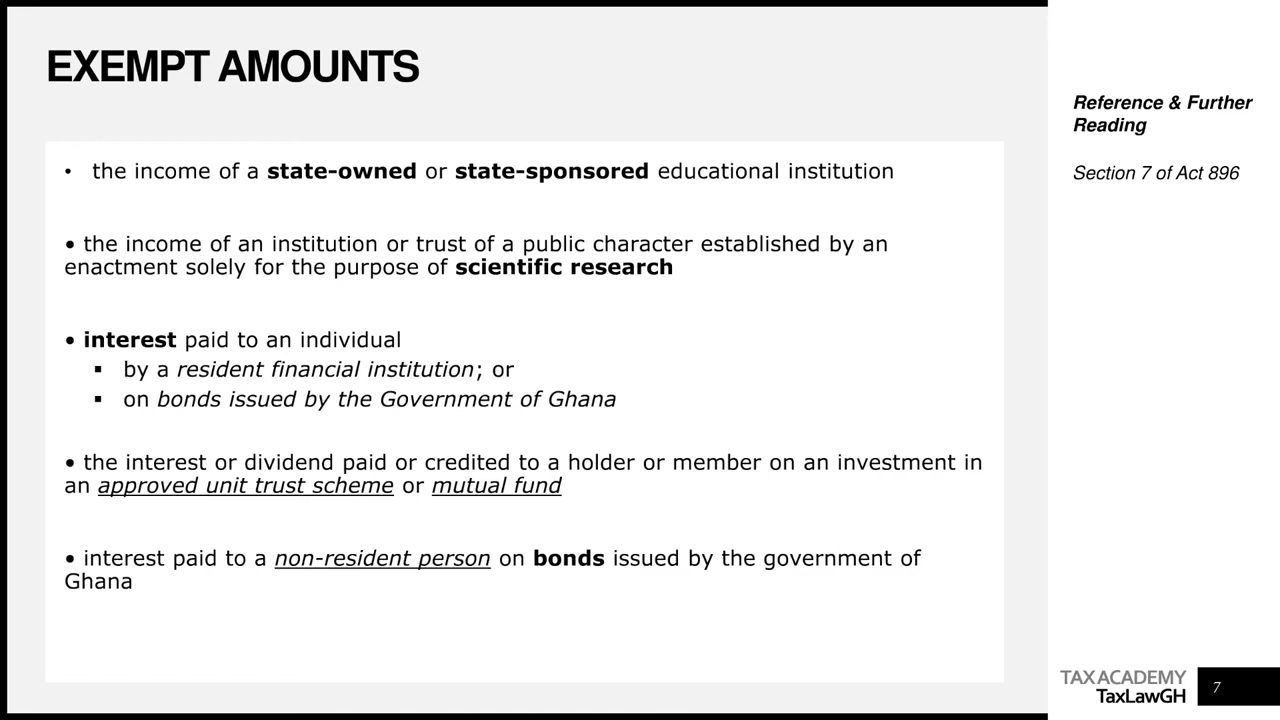 EXEMPT AMOUNTS
• the income of a state-owned or state-sponsored educational institution
• the income of an institution or trust of a public character established by an
enactment solely for the purpose of scientific research
• interest paid to an individual
▪ by a resident financial institution; or
▪ on bonds issued by the Government of Ghana
• the interest or dividend paid or credited to a holder or member on an investment in
an approved unit trust scheme or mutual fund
• interest paid to a non-resident person on bonds issued by the government of
Ghana
Reference & Further
Reading
Section 7 of Act 896
TAX ACADEMY
TaxLawGH
7